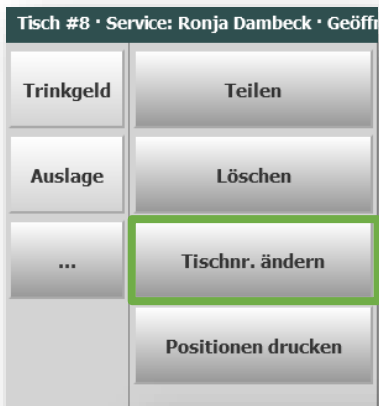 Tisch #8 · Service: Ronja Dambeck · Geöffn
Trinkgeld
Teilen
Auslage
Löschen
...
Tischnr. ändern
Positionen drucken